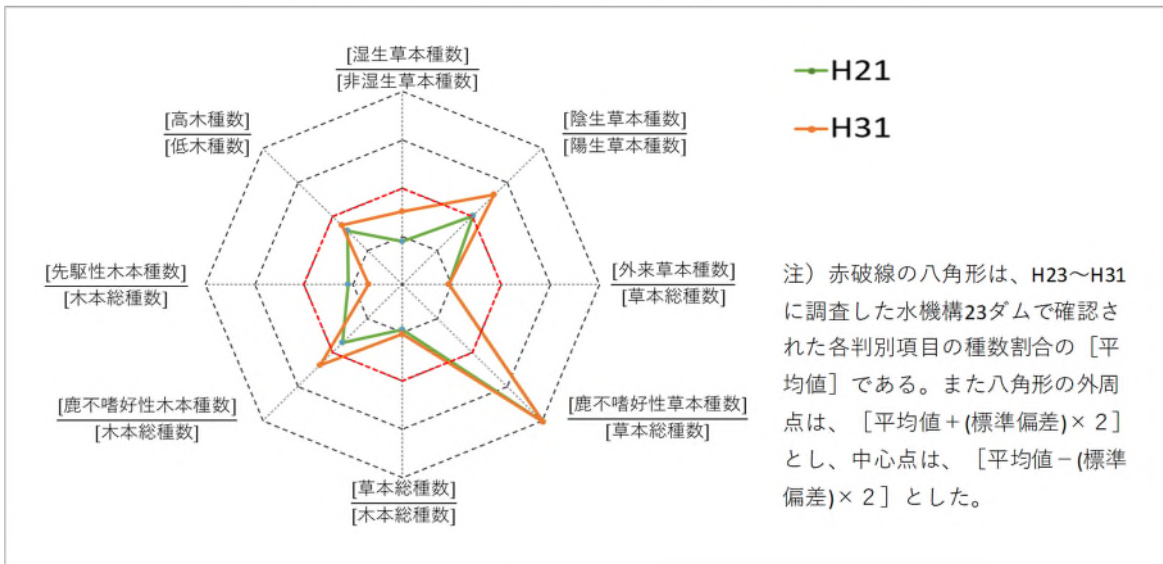 [湿生草本種数]
[非湿生草本種数]
[高木種数]
[低木種数]
[陰生草本種数]
[陽生草本種数]
[先駆性木本種数]
[木本総種数]
[外来草本種数]
[草本総種数]
[鹿不嗜好性木本種数]
[木本総種数]
[鹿不嗜好性草本種数]
[草本総種数]
[草本総種数]
[木本総種数]
H21
H31
注）赤破線の八角形は、H23～H31
に調査した水機構23ダムで確認さ
れた各判別項目の種数割合の［平
均値］である。また八角形の外周
点は、［平均値＋(標準偏差)×２］
とし、中心点は、［平均値－(標準
偏差)×２］とした。